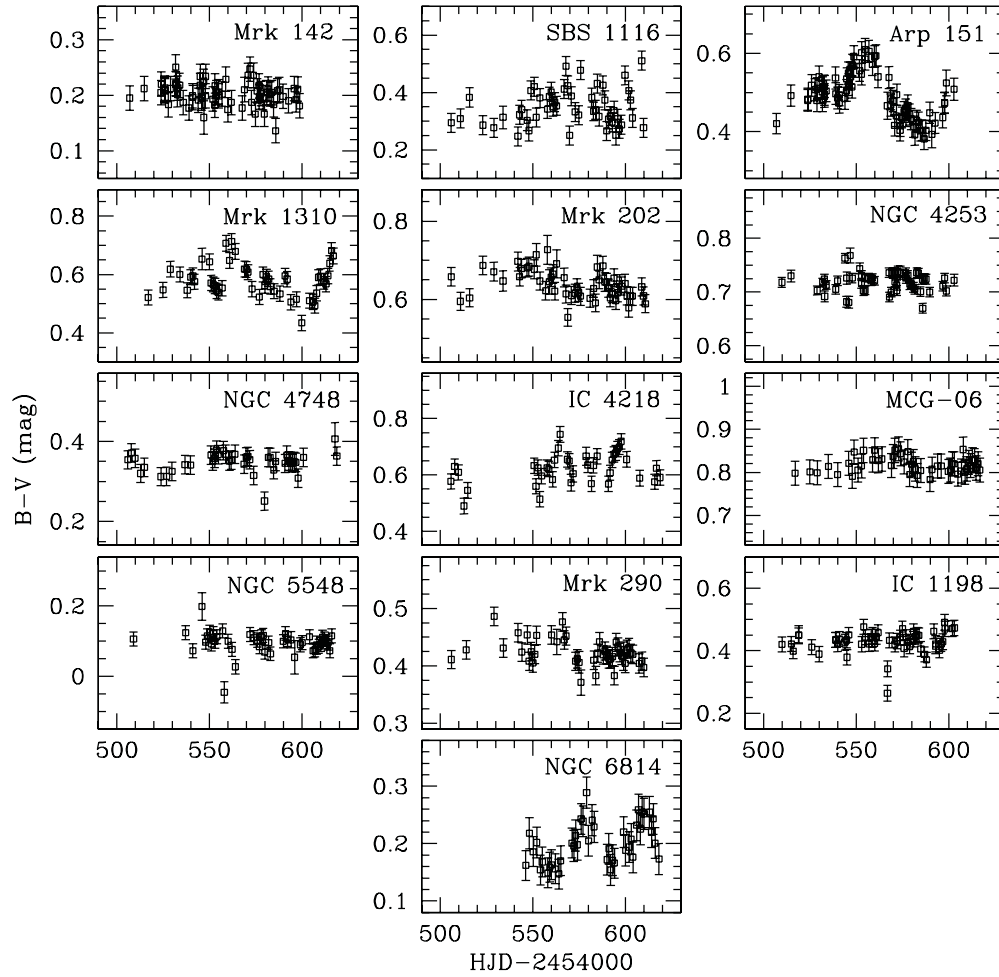 Mrk 142
SBS 1116
Arp 151
0.3
0.2
0.1
0.6
0.4
0.2
0.6
0.4
Mrk 1310
Mrk 202
NGC 4253
0.8
0.6
0.4
0.8
0.6
0.8
0.7
0.6
NGC 4748
IC 4218
MCG-06
0.4
0.2
0.8
0.6
0.4
1
0.9
0.8
0.7
B-V (mag)
NGC 5548
Mrk 290
IC 1198
0.2
0
0.5
0.4
0.3
0.6
0.4
0.2
500 550 600
500 550 600
NGC 6814
0.3
0.2
0.1
500 550 600
HJD-2454000